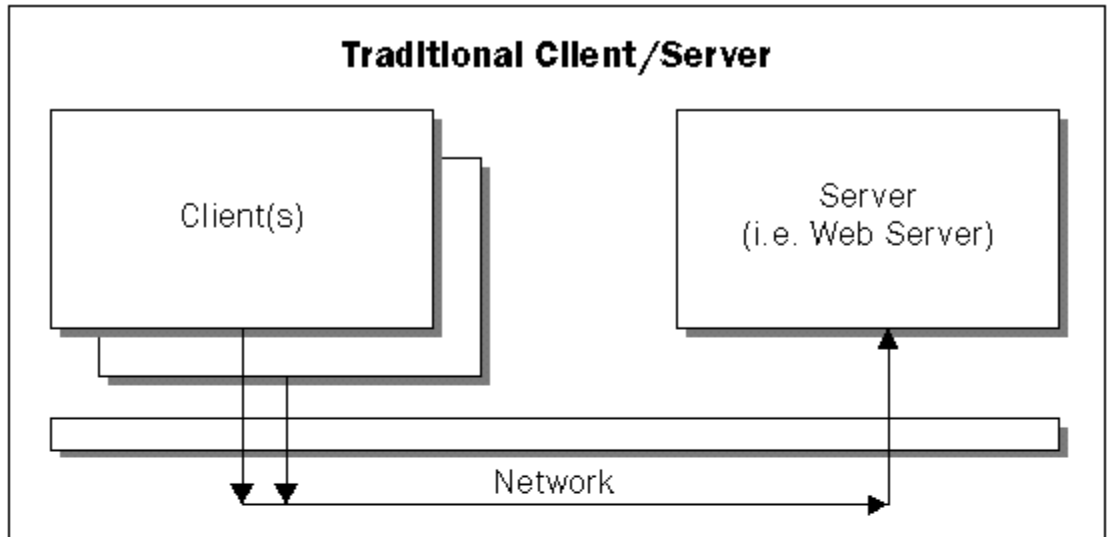 Traditional Client/Server
Client(s)
Server
(i.e. Web Server)
Network